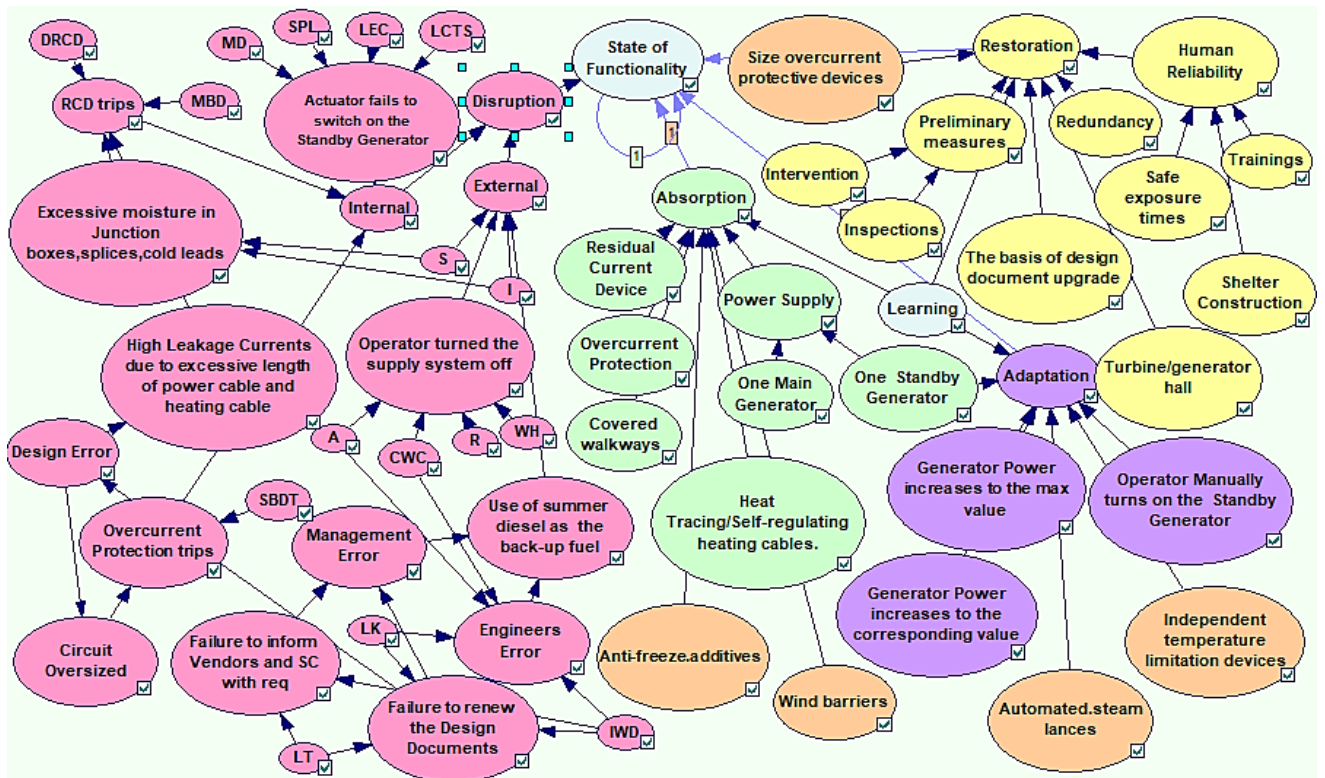 SPL
LEC
LCTS
DRCD
MD
State of
Functionality
Size overcurrent
protective devices
Restoration
Human
Reliability
RCD trips
MBD
Actuator fails to
switch on the
Standby Generator
Disruption
1
1
Preliminary
measures
Redundancy
Trainings
External
Intervention
Safe
exposure
times
Excessive moisture in
Junction
boxes,splices,cold leads
Internal
Absorption
Inspections
S
I
Residual
Current
Device
Power Supply
Learning
The basis of design
document upgrade
Shelter
Construction
High Leakage Currents
due to excessive length
of power cable and
heating cable
Operator turned the
supply system off
Overcurrent
Protection
One Main
Generator
One  Standby
Generator
Adaptation
Turbine/generator
hall
A
CWC
R
WH
Covered
walkways
Design Error
SBDT
Overcurrent
Protection trips
Management
Error
Use of summer
diesel as  the
back-up fuel
Heat
Tracing/Self-regulating
heating cables.
Generator Power
increases to the max
value
Operator Manually
turns on the  Standby
Generator
Circuit
Oversized
Failure to inform
Vendors and SC
with req
LK
Engineers
Error
Anti-freeze.additives
Generator Power
increases to the
corresponding value
Independent
temperature
limitation devices
Wind barriers
Automated.steam
lances
LT
Failure to renew
the Design
Documents
IWD